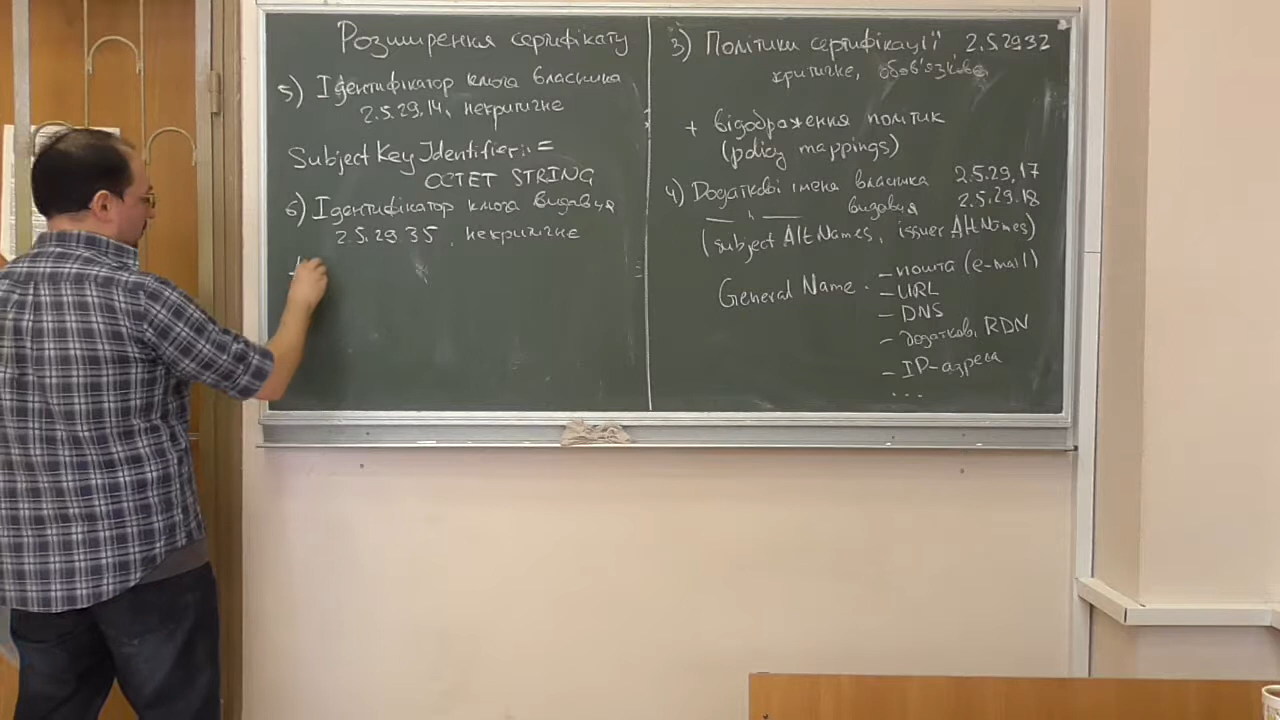 Розширення сертифікату
5) Ідентифікатор ключа власника
2.5.29.14, некритичне
Subject Key Identifier ::=
OCTET STRING
6) Ідентифікатор ключа видавця
2.5.29.35, некритичне
3) Політики сертифікації, 2.5.29.32
критичне, обов'язкове
+ відображення політик
(policy mappings)
4) Додаткові імена власника 2.5.29.17
видавця 2.5.29.18
(subject Alt Names, issuer Alt Names)
General Name: – пошта (e-mail)
– URL
– DNS
– додаткові RDN
– IP-адреса
...